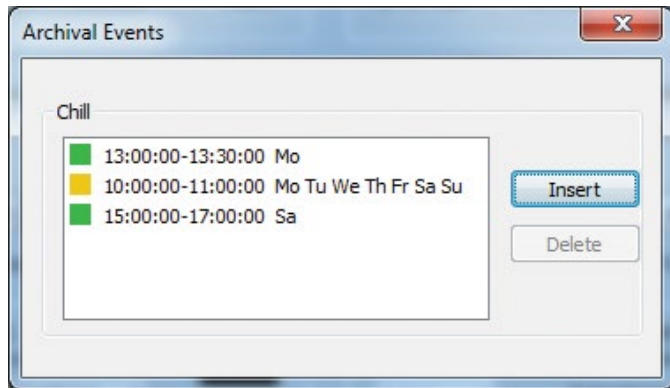 Archival Events
Chill
13:00:00-13:30:00 Mo
10:00:00-11:00:00 Mo Tu We Th Fr Sa Su
15:00:00-17:00:00 Sa
Insert
Delete